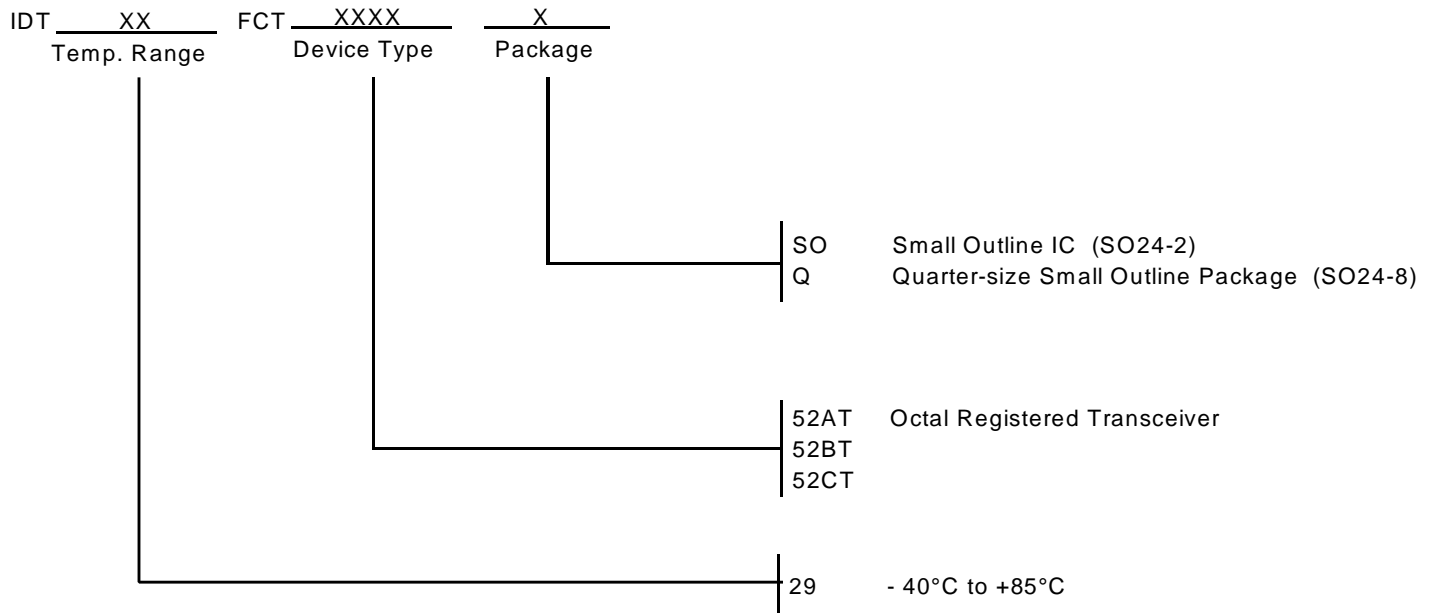 IDT XX FCT XXXX X
Temp. Range Device Type Package
SO Small Outline IC (SO24-2)
Q Quarter-size Small Outline Package (SO24-8)
52AT Octal Registered Transceiver
52BT
52CT
29 - 40°C to +85°C